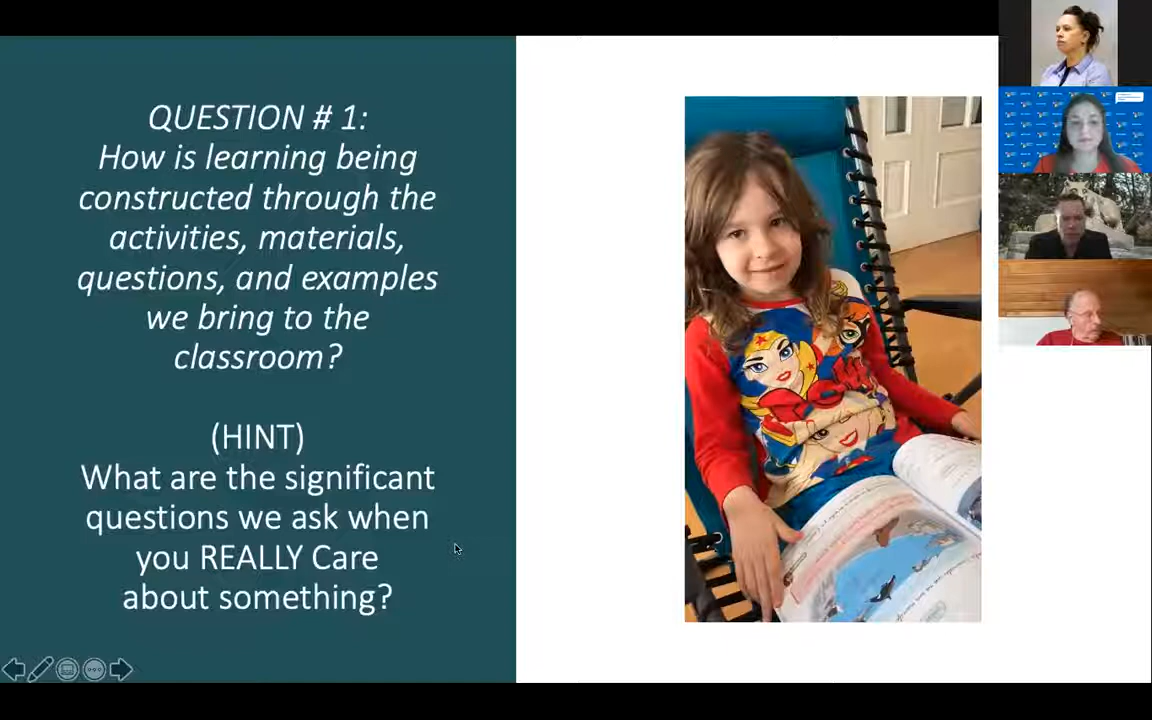 QUESTION # 1:
How is learning being
constructed through the
activities, materials,
questions, and examples
we bring to the
classroom?
(HINT)
What are the significant
questions we ask when
you REALLY Care
about something?